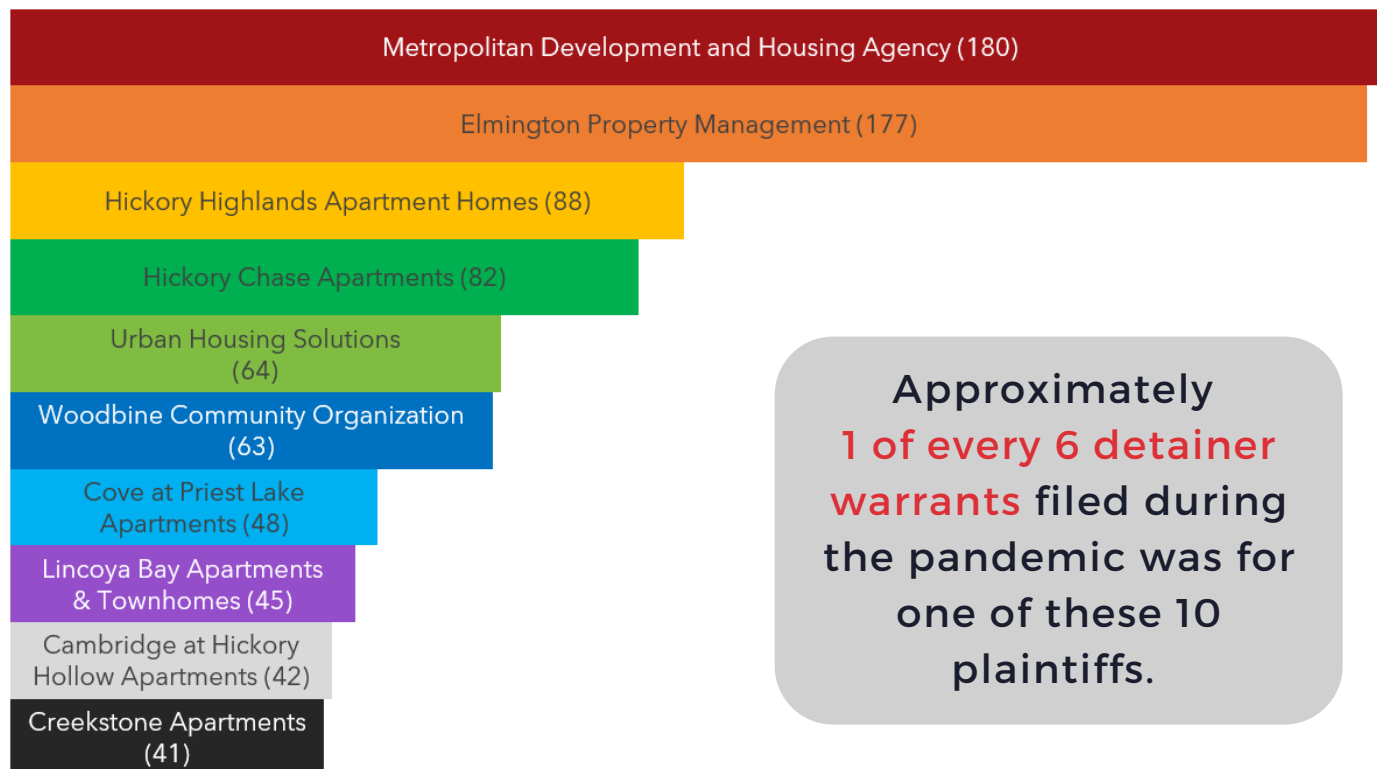 Metropolitan Development and Housing Agency (180)
Elmington Property Management (177)
Hickory Highlands Apartment Homes (88)
Hickory Chase Apartments (82)
Urban Housing Solutions
(64)
Woodbine Community Organization
(63)
Cove at Priest Lake
Apartments (48)
Lincoya Bay Apartments
& Townhomes (45)
Cambridge at Hickory
Hollow Apartments (42)
Creekstone Apartments
(41)
Approximately
1 of every 6 detainer
warrants filed during
the pandemic was for
one of these 10
plaintiffs.